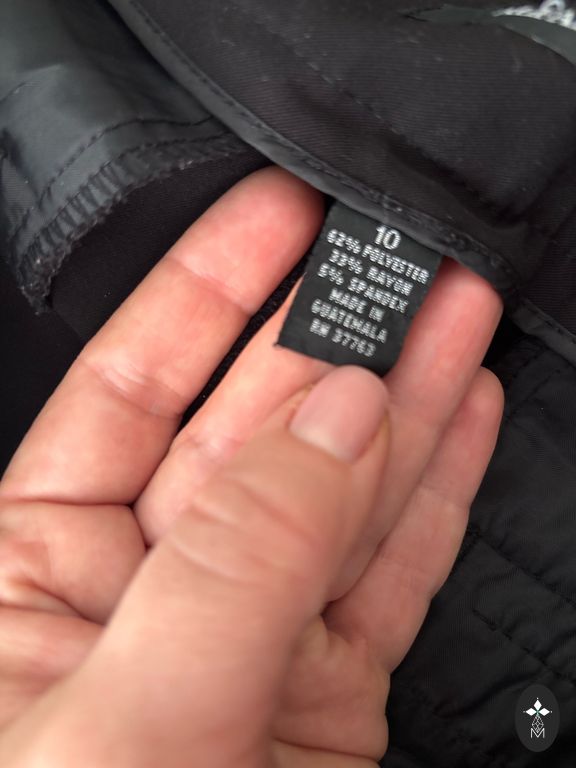 10
62% POLYESTER
33% RAYON
5% SPANDEX
MADE IN
GUATEMALA
RN 37763
M